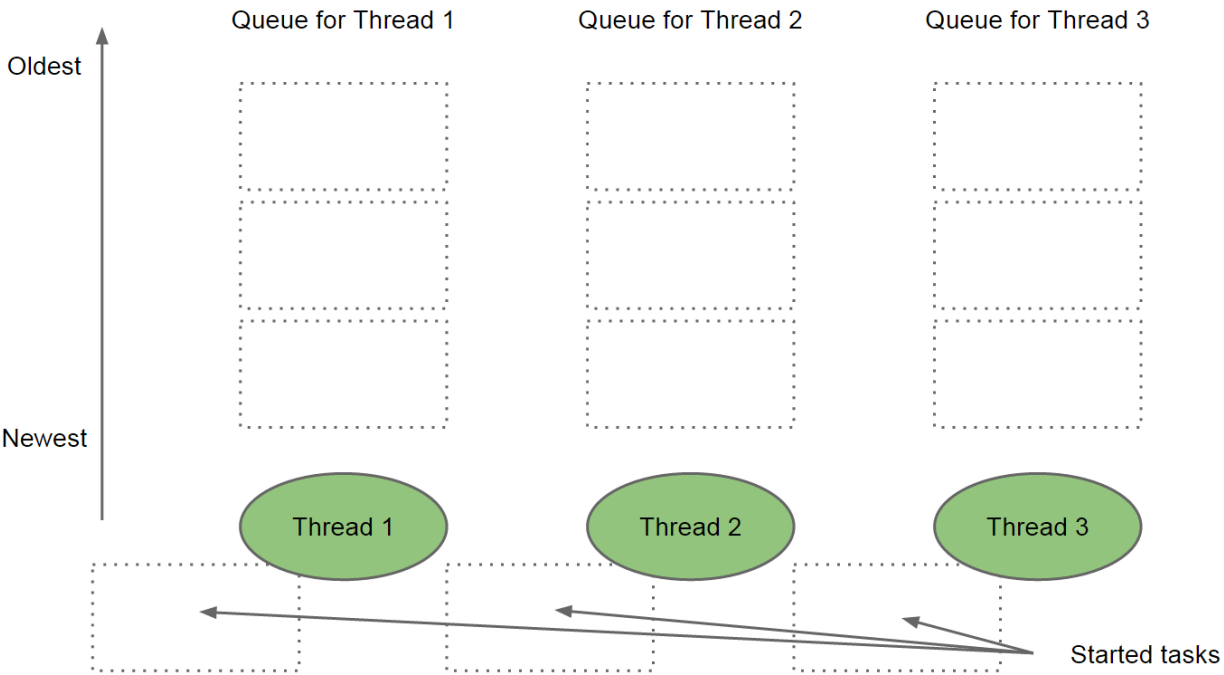 Queue for Thread 1
Queue for Thread 2
Queue for Thread 3
Oldest
Newest
Thread 1
Thread 2
Thread 3
Started tasks